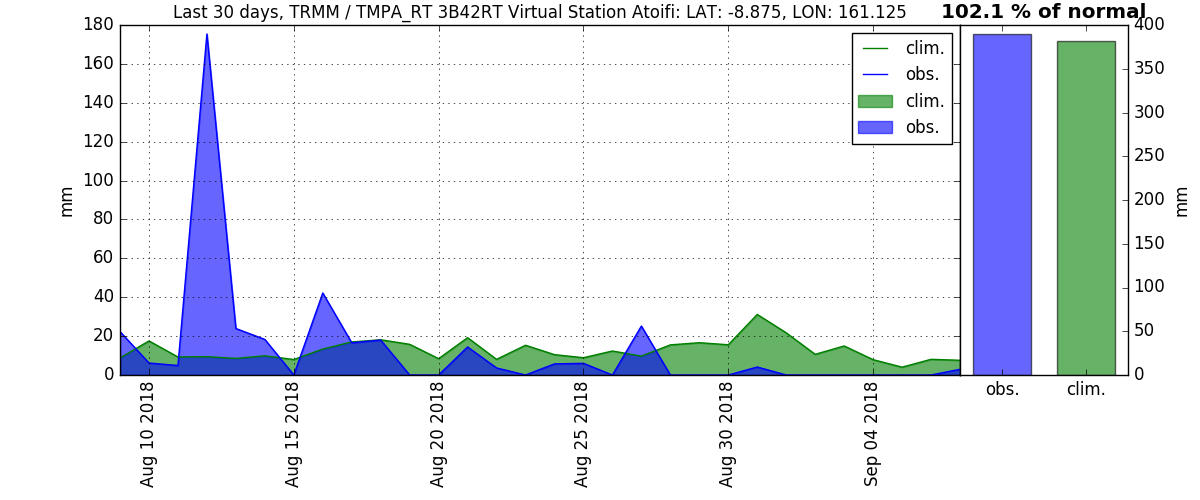 Last 30 days, TRMM / TMPA_RT 3B42RT Virtual Station Atoifi: LAT: -8.875, LON: 161.125
102.1 % of normal
180
160
140
120
100
80
60
40
20
0
mm
clim.
obs.
clim.
obs.
Aug 10 2018
Aug 15 2018
Aug 20 2018
Aug 25 2018
Aug 30 2018
Sep 04 2018
400
350
300
250
200
150
100
50
0
mm
obs.
clim.